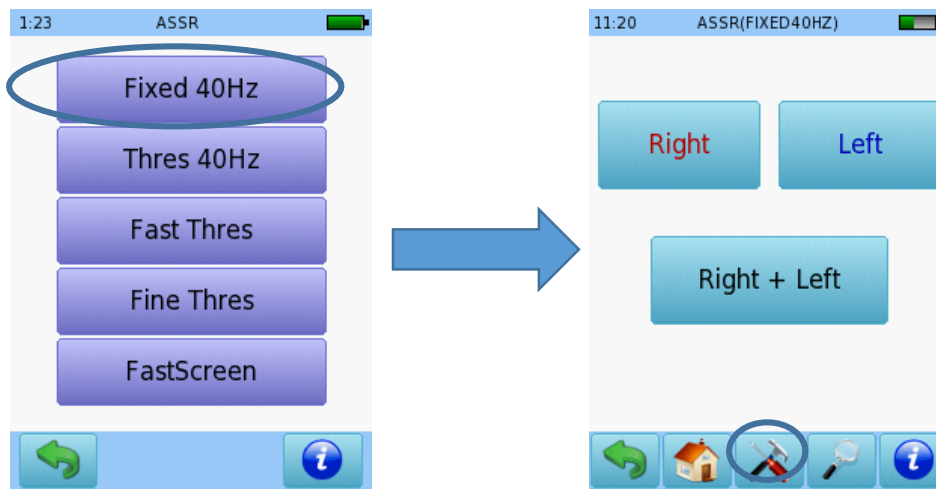 1:23 ASSR
Fixed 40Hz
Thres 40Hz
Fast Thres
Fine Thres
FastScreen
i
11:20 ASSR(FIXED40HZ)
Right Left
Right + Left
i